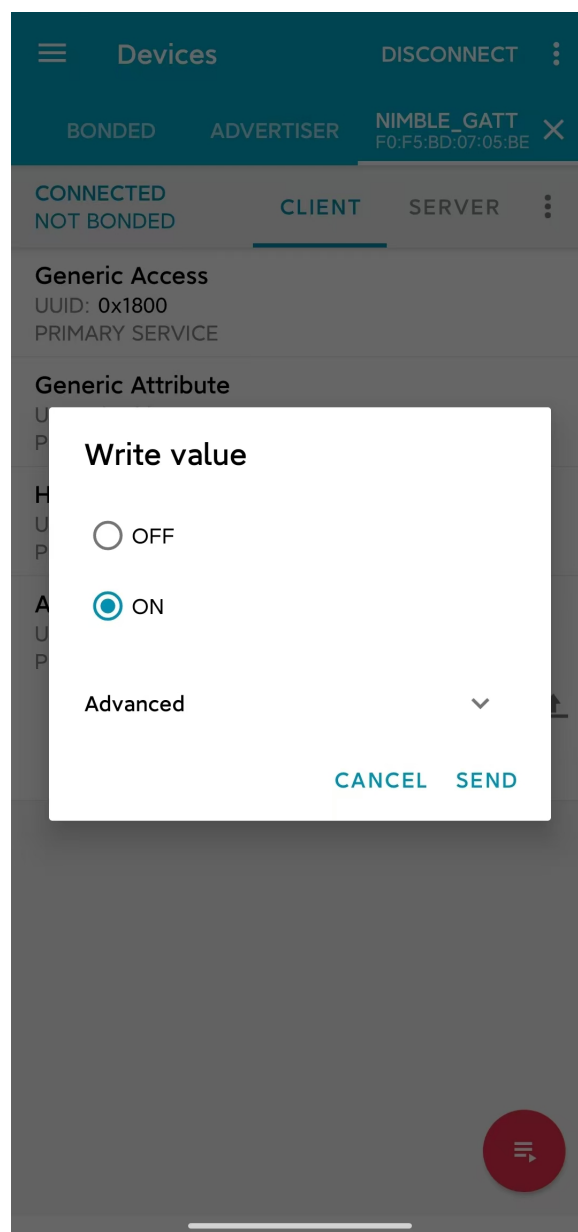 Devices
DISCONNECT
BONDED
ADVERTISER
NIMBLE_GATT
F0:F5:BD:07:05:BE
CONNECTED
NOT BONDED
CLIENT
SERVER
Generic Access
UUID: 0x1800
PRIMARY SERVICE
Generic Attribute
U
P
H
U
P
A
U
P
Write value
OFF
ON
Advanced
CANCEL
SEND